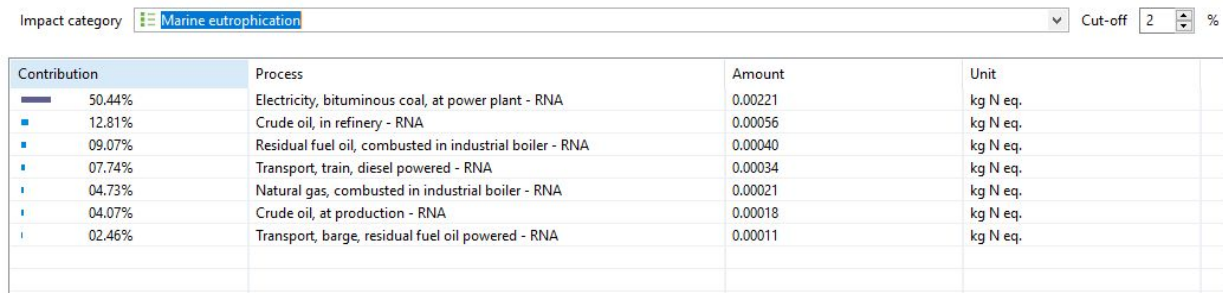 Impact category Marine eutrophication Cut-off 2 %
Contribution Process Amount Unit
50.44% Electricity, bituminous coal, at power plant - RNA 0.00221 kg N eq.
12.81% Crude oil, in refinery - RNA 0.00056 kg N eq.
09.07% Residual fuel oil, combusted in industrial boiler - RNA 0.00040 kg N eq.
07.74% Transport, train, diesel powered - RNA 0.00034 kg N eq.
04.73% Natural gas, combusted in industrial boiler - RNA 0.00021 kg N eq.
04.07% Crude oil, at production - RNA 0.00018 kg N eq.
02.46% Transport, barge, residual fuel oil powered - RNA 0.00011 kg N eq.